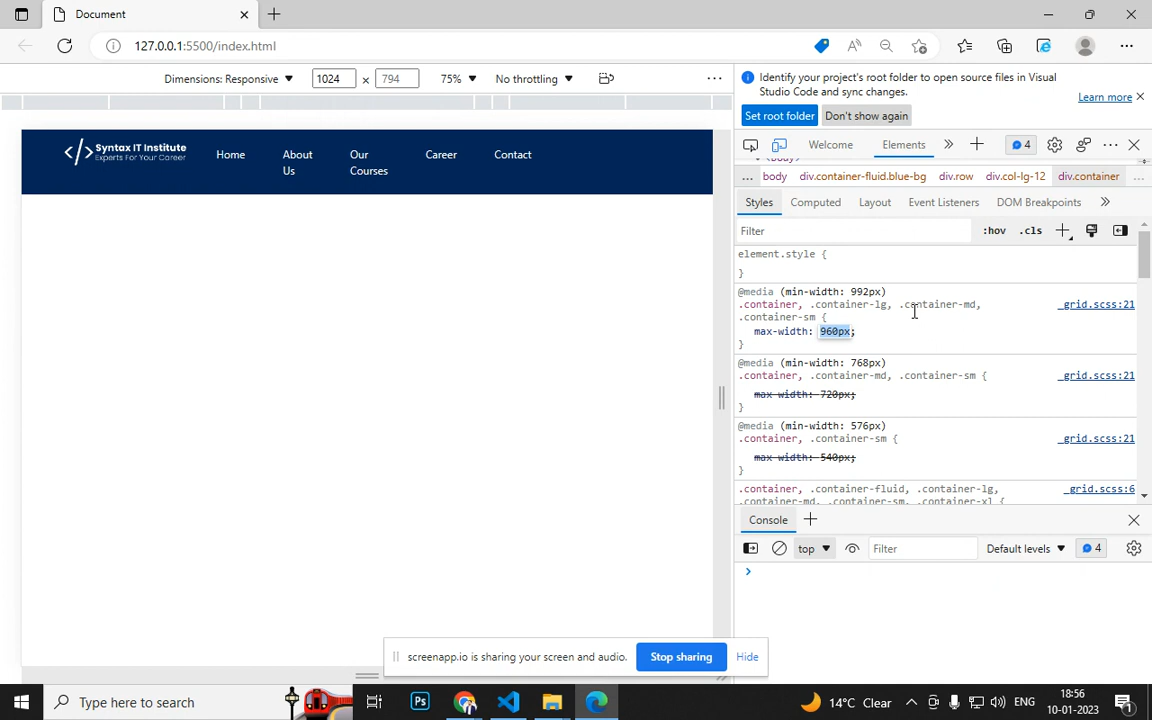 Document
127.0.0.1:5500/index.html
Dimensions: Responsive
1024 x 794
75%
No throttling
Syntax IT Institute
Experts For Your Career
Home
About
Us
Our
Courses
Career
Contact
Identify your project's root folder to open source files in Visual
Studio Code and sync changes.
Learn more
Set root folder
Don't show again
Welcome
Elements
4
... body div.container-fluid.blue-bg div.row div.col-lg-12 div.container ...
Styles
Computed
Layout
Event Listeners
DOM Breakpoints
Filter
:hov .cls
element.style {
}
@media (min-width: 992px)
.container, .container-lg, .container-md, _grid.scss:21
.container-sm {
max-width: 960px;
}
@media (min-width: 768px)
.container, .container-md, .container-sm { _grid.scss:21
max-width: 720px;
}
@media (min-width: 576px)
.container, .container-sm { _grid.scss:21
max-width: 540px;
}
.container, .container-fluid, .container-lg, _grid.scss:6
.container-md, .container-sm, .container-xl {
Console
top
Filter
Default levels
4
screenapp.io is sharing your screen and audio.
Stop sharing
Hide
Type here to search
Ps
14°C Clear
ENG
18:56
10-01-2023
1